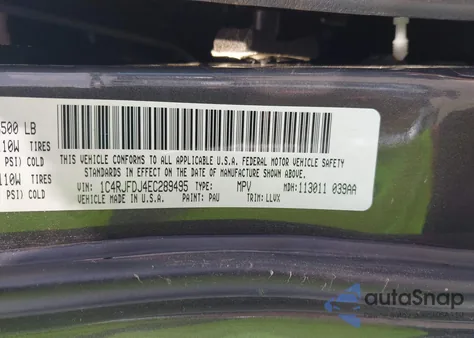 500 LB
110W TIRES
PSI) COLD
110W TIRES
PSI) COLD
THIS VEHICLE CONFORMS TO ALL APPLICABLE U.S.A. FEDERAL MOTOR VEHICLE SAFETY
STANDARDS IN EFFECT ON THE DATE OF MANUFACTURE SHOWN ABOVE.
VIN: 1C4RJFDJ4EC289495 TYPE: MPV MDH: 113011 039AA
VEHICLE MADE IN U.S.A. PAINT: PAU TRIM: LLVX
autoSnap